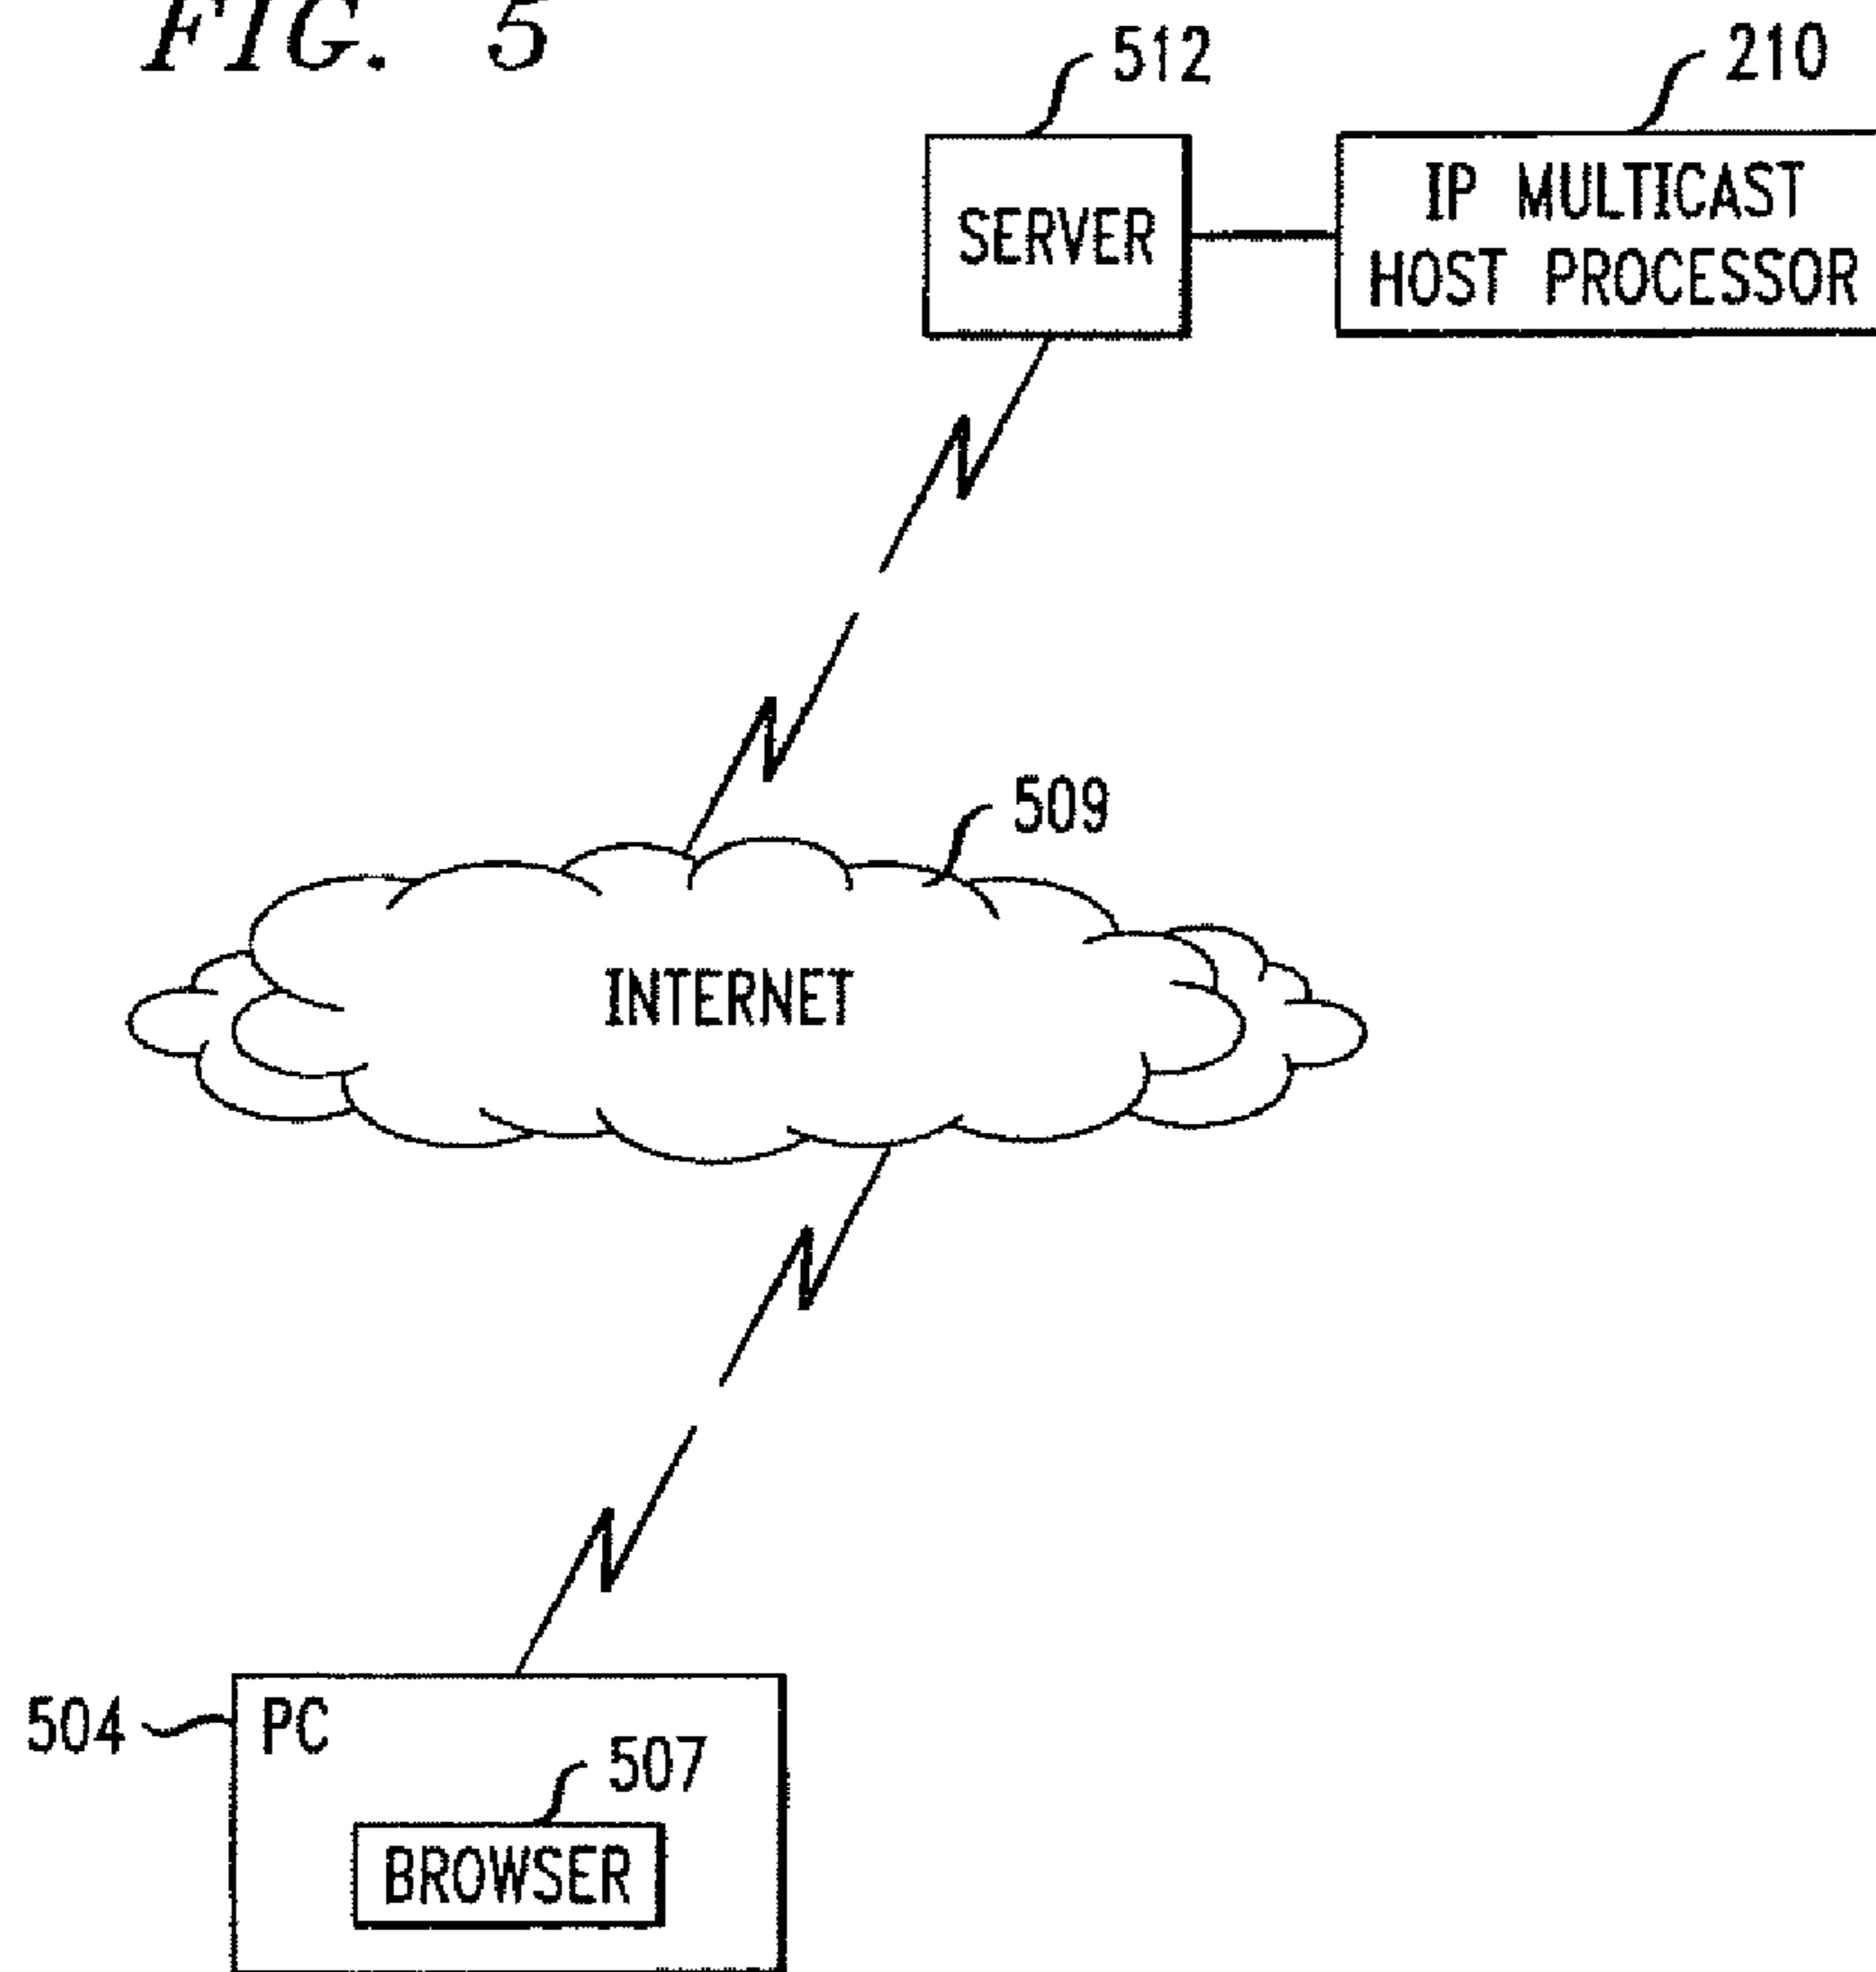 FIG. 5
512
210
SERVER
IP MULTICAST
HOST PROCESSOR
509
INTERNET
504
PC
507
BROWSER